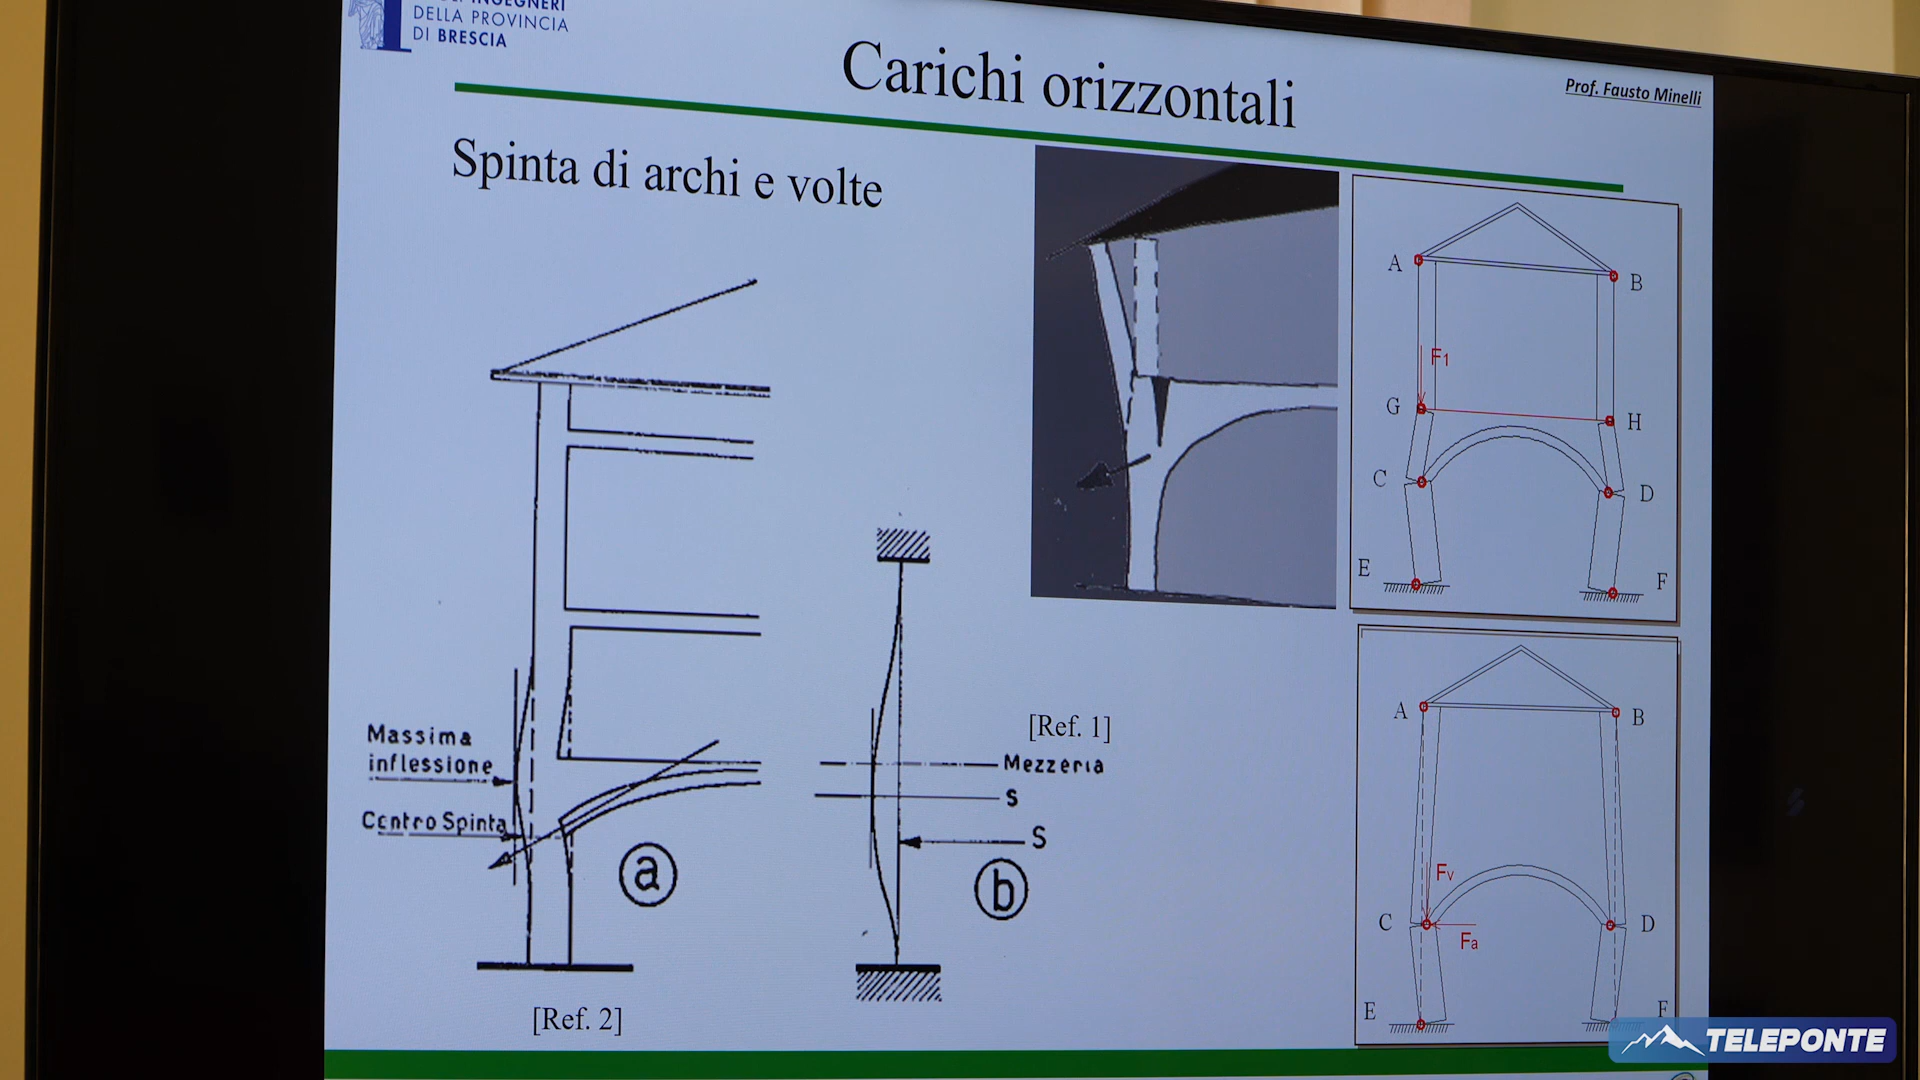 INGEGNERI
DELLA PROVINCIA
DI BRESCIA
Carichi orizzontali
Prof. Fausto Minelli
Spinta di archi e volte
A
B
F1
G
H
C
D
E
F
Massima
inflessione
Centro Spinta
a
[Ref. 2]
[Ref. 1]
Mezzeria
s
S
b
A
B
Fv
C
D
Fa
E
F
TELEPONTE